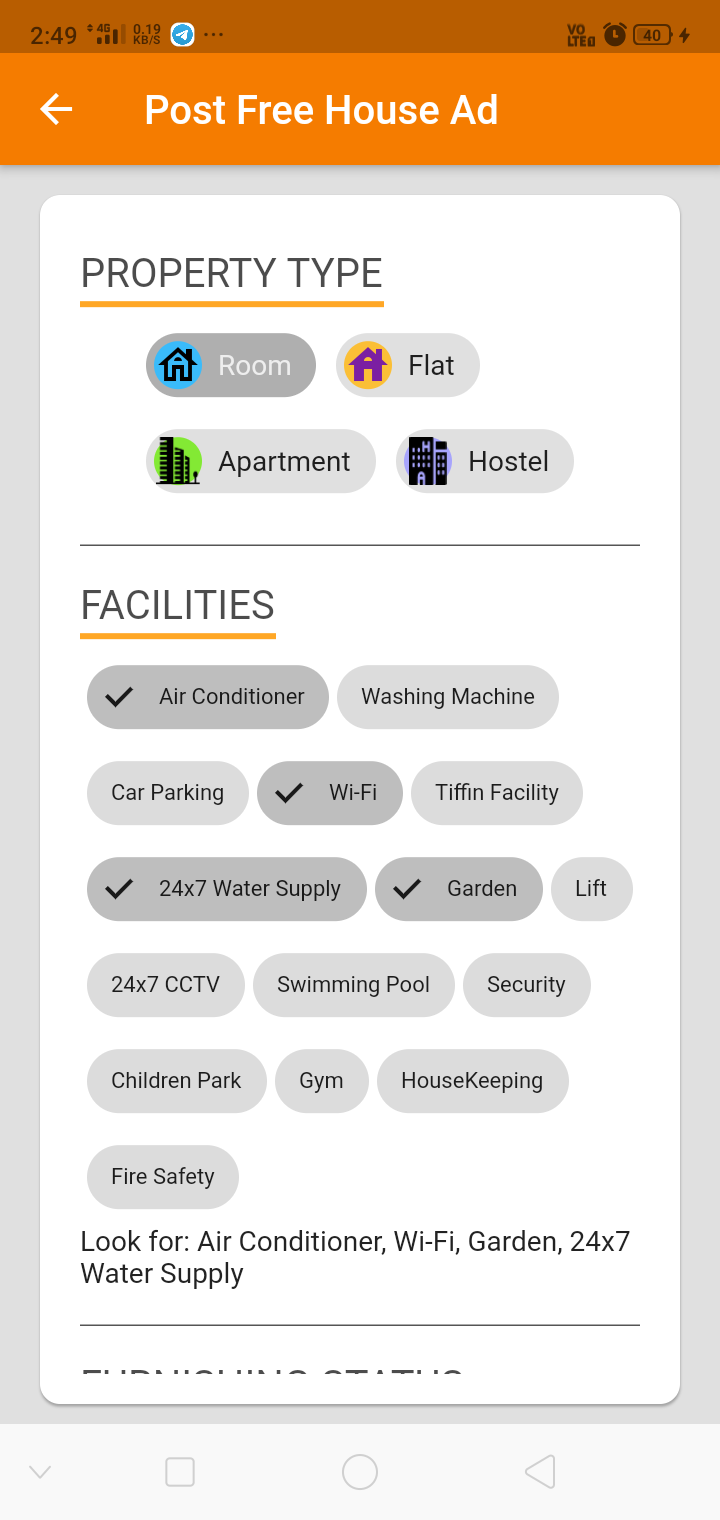 2:49 4G 0.19 KB/S VO LTE 40
Post Free House Ad
PROPERTY TYPE
Room Flat
Apartment Hostel
FACILITIES
Air Conditioner Washing Machine
Car Parking Wi-Fi Tiffin Facility
24x7 Water Supply Garden Lift
24x7 CCTV Swimming Pool Security
Children Park Gym HouseKeeping
Fire Safety
Look for: Air Conditioner, Wi-Fi, Garden, 24x7
Water Supply
FURNISHING STATUS